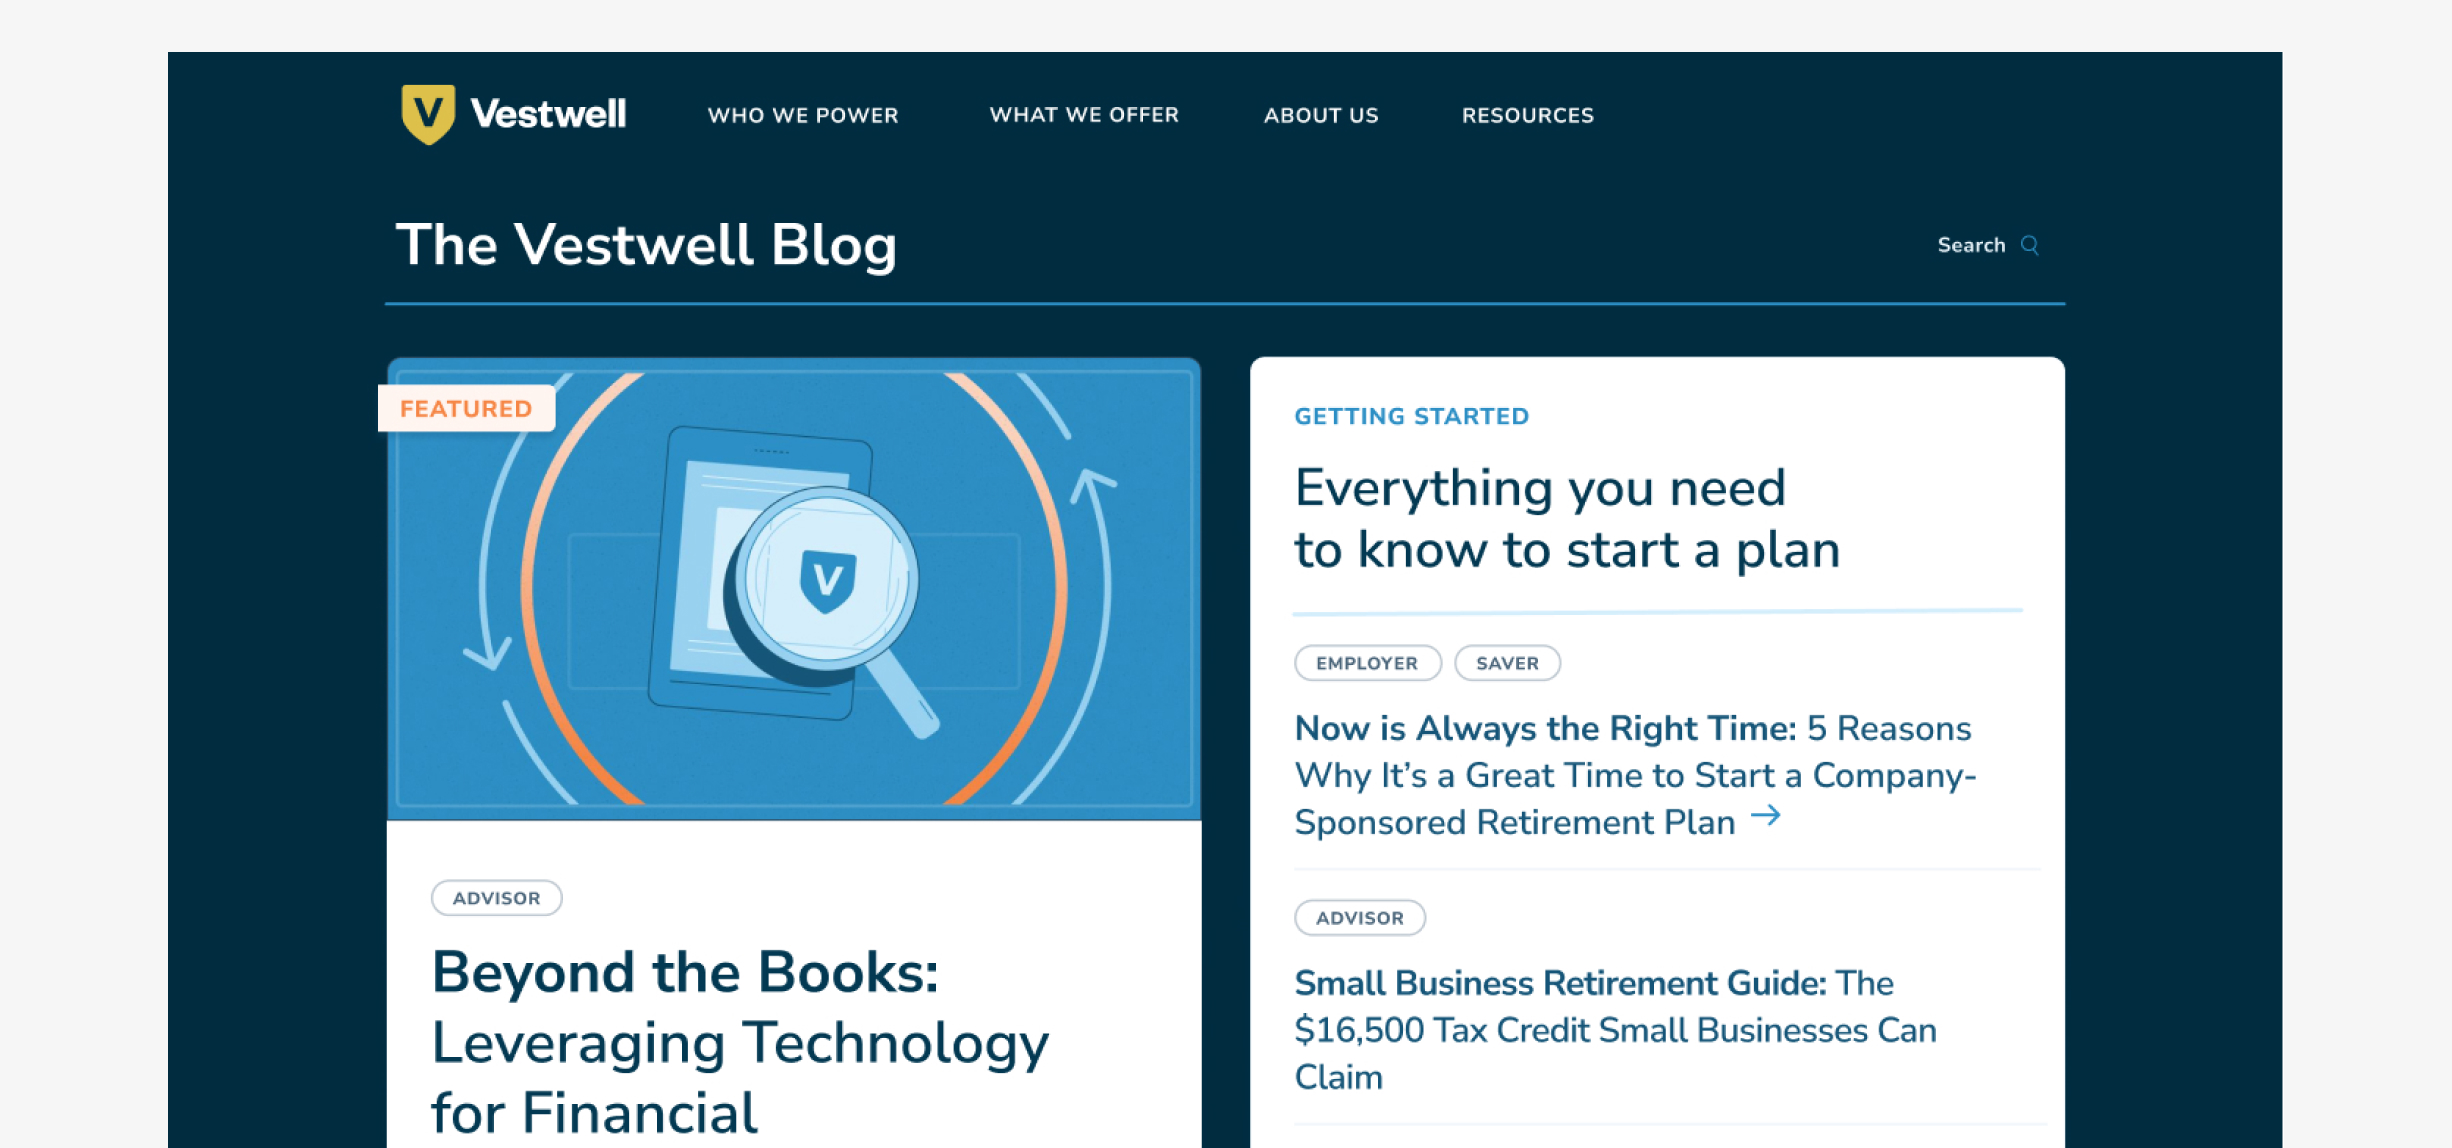 V Vestwell
WHO WE POWER
WHAT WE OFFER
ABOUT US
RESOURCES
The Vestwell Blog
Search
FEATURED
V
ADVISOR
Beyond the Books:
Leveraging Technology
for Financial
GETTING STARTED
Everything you need
to know to start a plan
EMPLOYER
SAVER
Now is Always the Right Time: 5 Reasons
Why It’s a Great Time to Start a Company-
Sponsored Retirement Plan →
ADVISOR
Small Business Retirement Guide: The
$16,500 Tax Credit Small Businesses Can
Claim